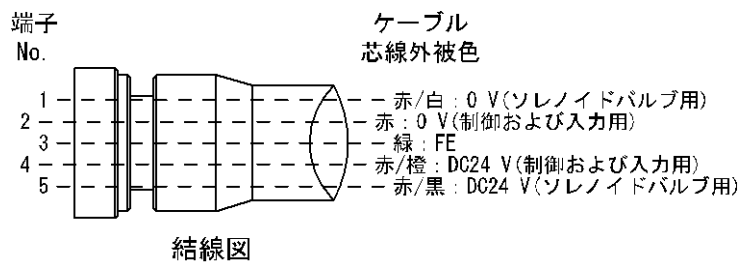 端子
No.
ケーブル
芯線外被色
1 赤/白:0 V(ソレノイドバルブ用)
2 赤:0 V(制御および入力用)
3 緑:FE
4 赤/橙:DC24 V(制御および入力用)
5 赤/黒:DC24 V(ソレノイドバルブ用)
結線図